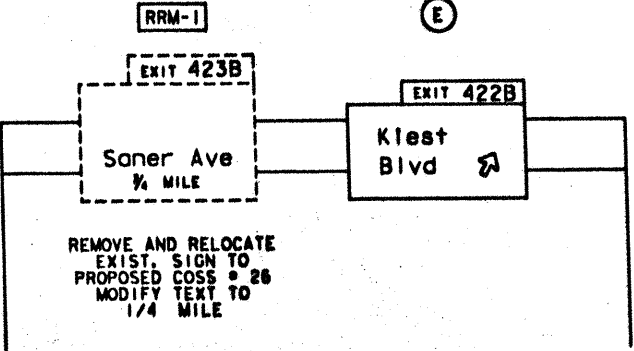 RRM-1
E
EXIT 423B
Saner Ave
¾ MILE
EXIT 422B
Kiest
Blvd
REMOVE AND RELOCATE
EXIST. SIGN TO
PROPOSED COSS # 26
MODIFY TEXT TO
1/4 MILE